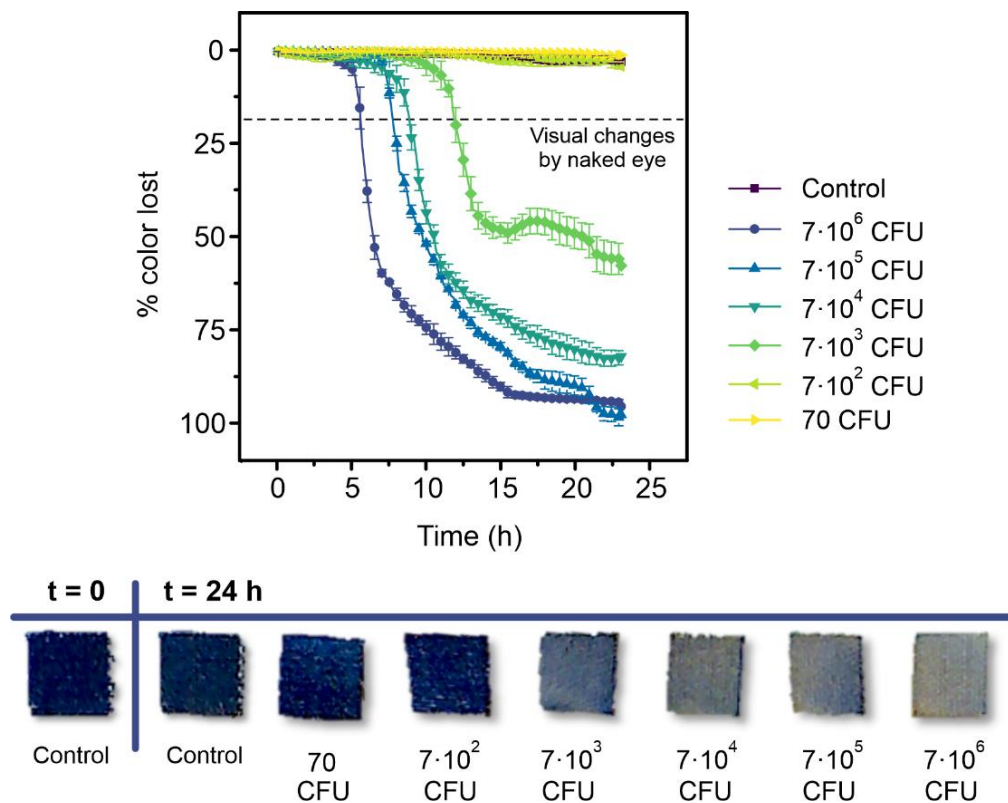 0
25
50
75
100
% color lost
Visual changes
by naked eye
0 5 10 15 20 25
Time (h)
Control
7·10⁶ CFU
7·10⁵ CFU
7·10⁴ CFU
7·10³ CFU
7·10² CFU
70 CFU
t = 0 t = 24 h
Control Control 70 7·10² 7·10³ 7·10⁴ 7·10⁵ 7·10⁶
CFU CFU CFU CFU CFU CFU